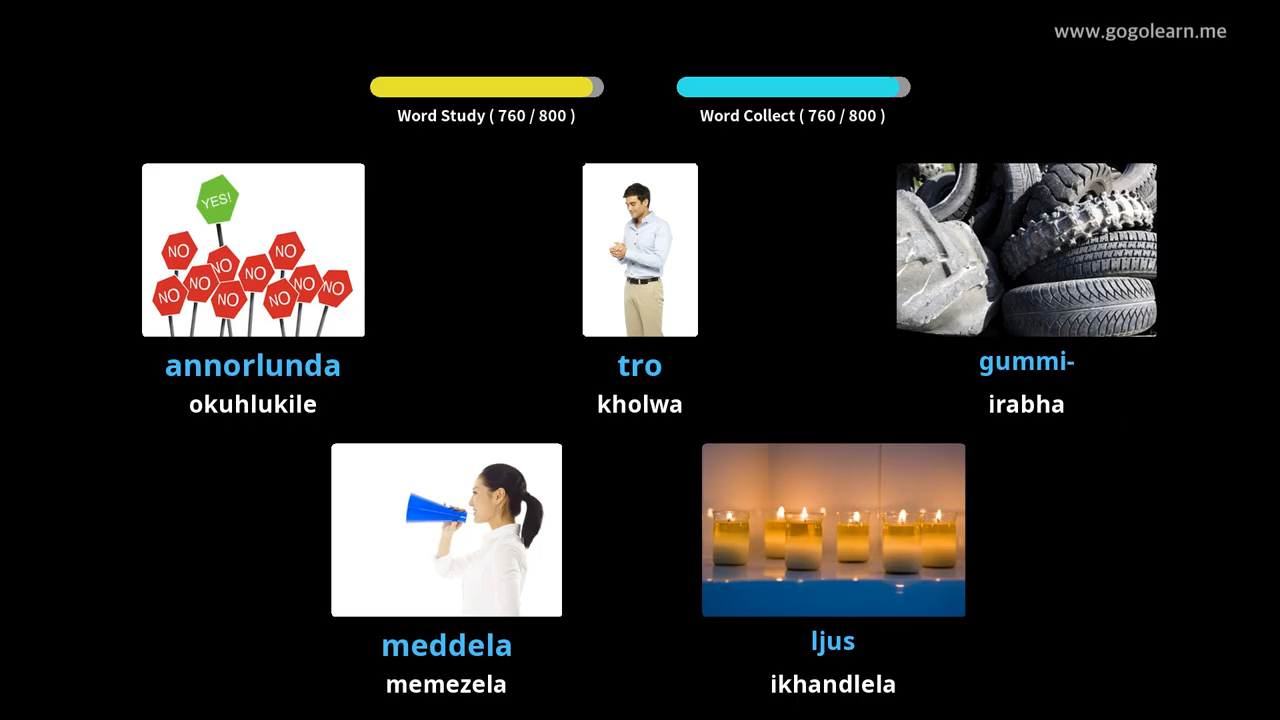 www.gogolearn.me
Word Study ( 760 / 800 )
Word Collect ( 760 / 800 )
YES!
NO
NO
NO
NO
NO
NO
NO
NO
NO
NO
annorlunda
okuhlukile
tro
kholwa
gummi-
irabha
meddela
memezela
ljus
ikhandlela